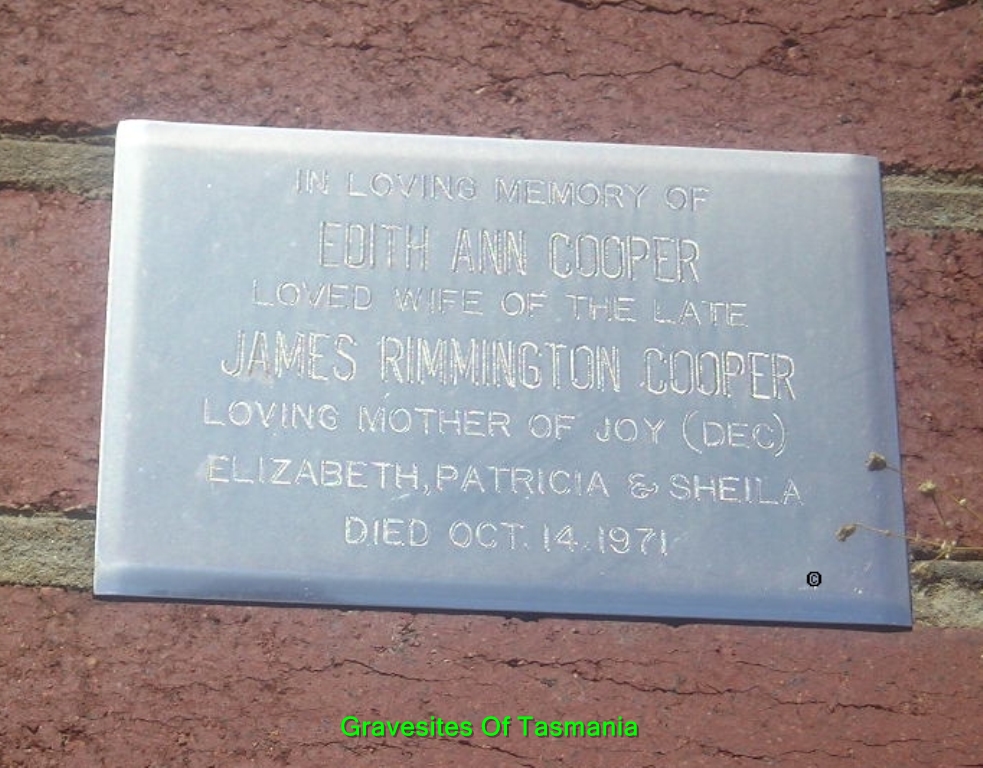 IN LOVING MEMORY OF
EDITH ANN COOPER
LOVED WIFE OF THE LATE
JAMES RIMMINGTON COOPER
LOVING MOTHER OF JOY (DEC)
ELIZABETH, PATRICIA & SHEILA
DIED OCT. 14. 1971
©
Gravesites Of Tasmania